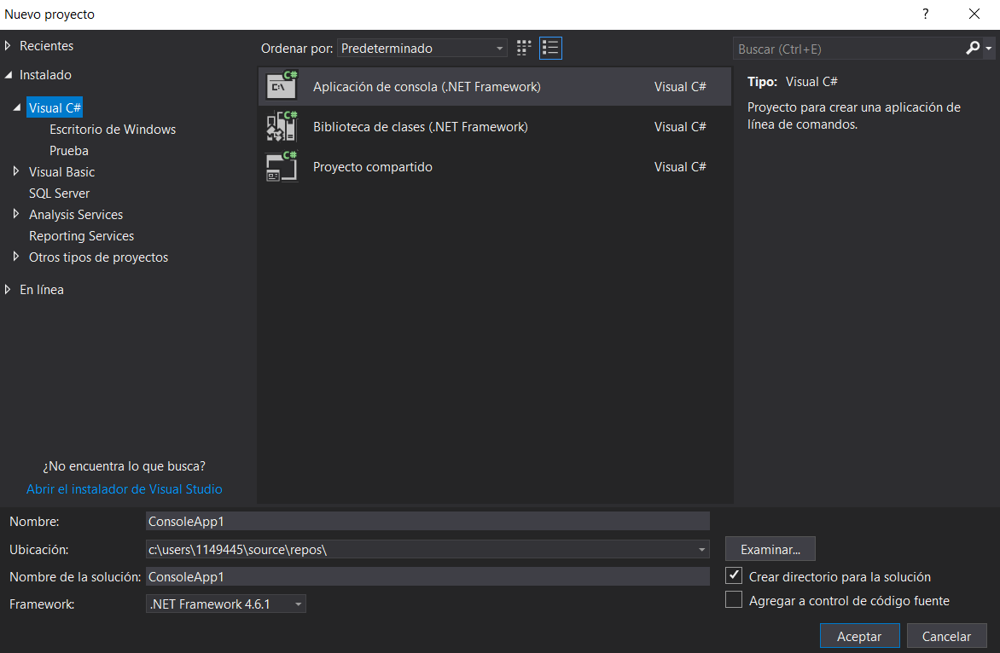 Nuevo proyecto
?
Recientes
Instalado
Visual C#
Escritorio de Windows
Prueba
Visual Basic
SQL Server
Analysis Services
Reporting Services
Otros tipos de proyectos
En línea
¿No encuentra lo que busca?
Abrir el instalador de Visual Studio
Ordenar por: Predeterminado
C# C:\ Aplicación de consola (.NET Framework) Visual C#
C# Biblioteca de clases (.NET Framework) Visual C#
C# Proyecto compartido Visual C#
Buscar (Ctrl+E)
Tipo: Visual C#
Proyecto para crear una aplicación de
línea de comandos.
Nombre: ConsoleApp1
Ubicación: c:\users\1149445\source\repos\
Examinar...
Nombre de la solución: ConsoleApp1
Crear directorio para la solución
Framework: .NET Framework 4.6.1
Agregar a control de código fuente
Aceptar Cancelar